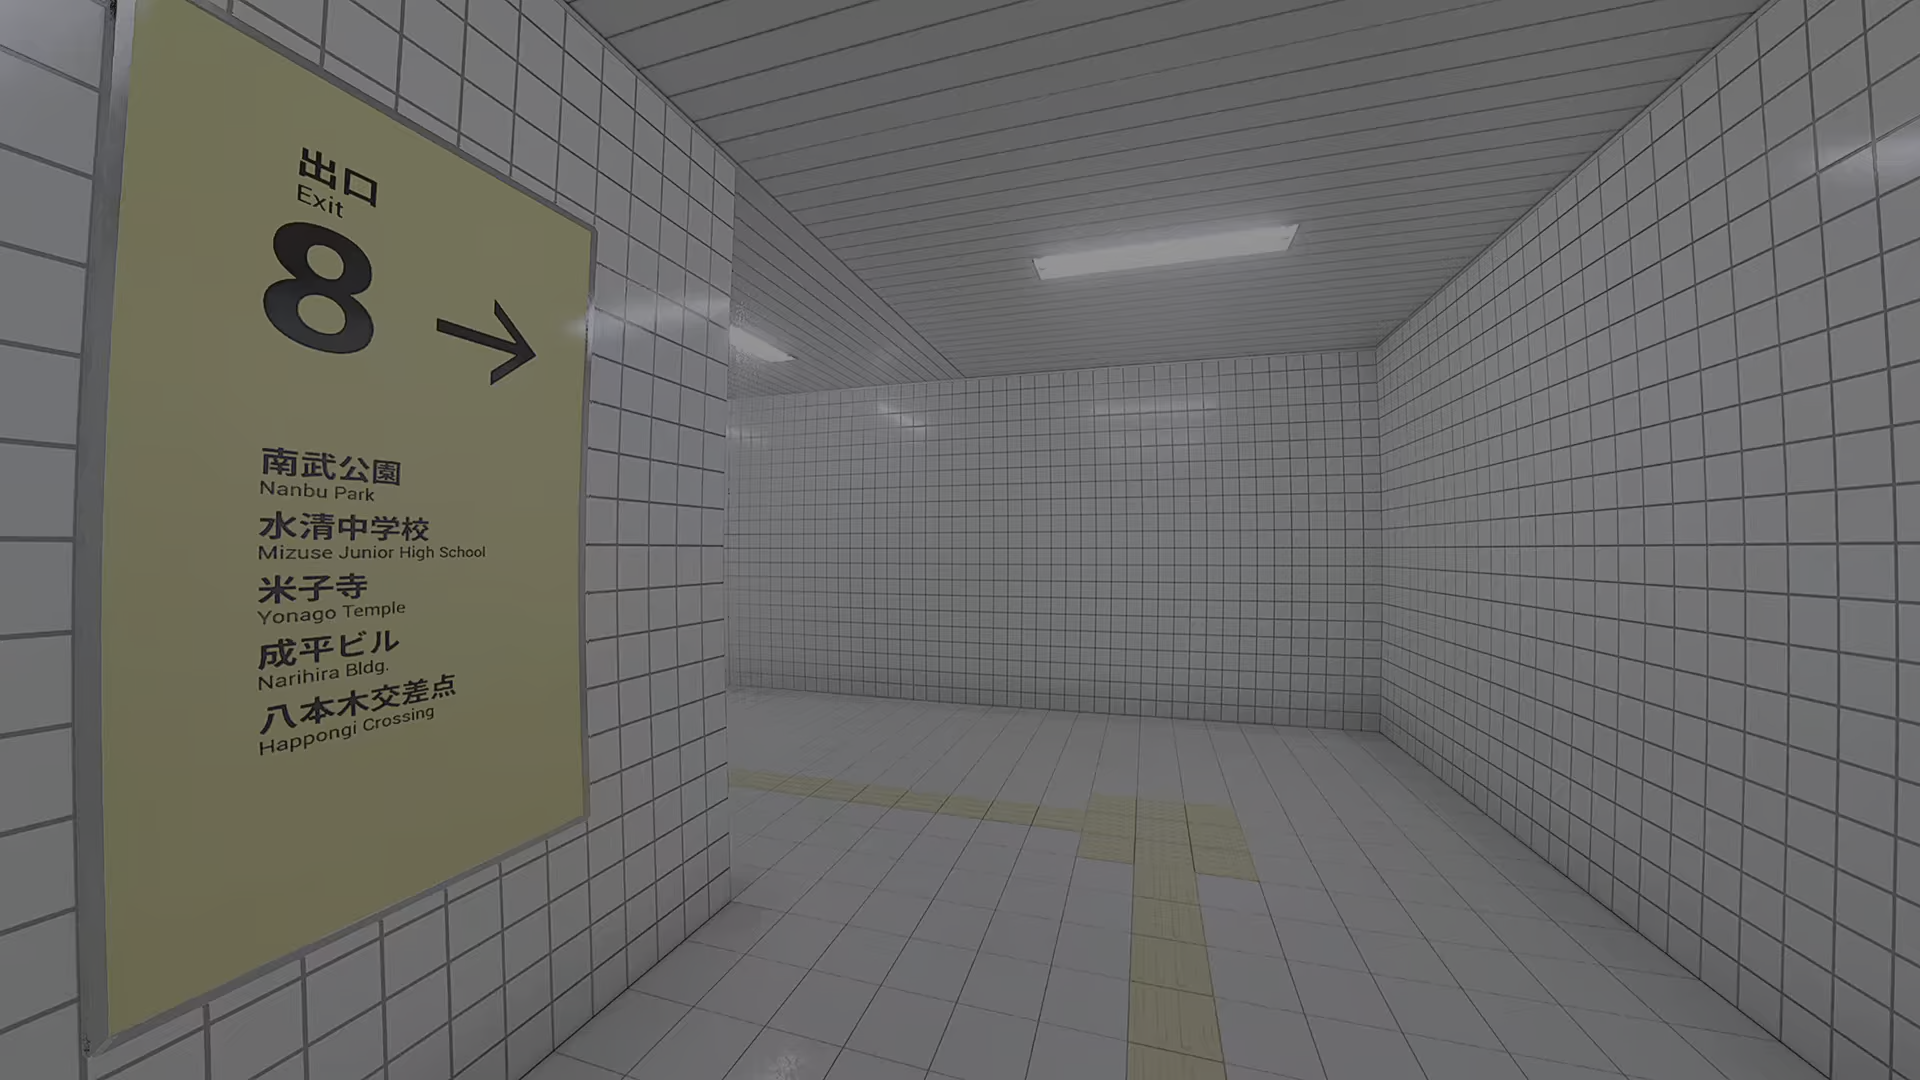 出口
Exit
8 →
南武公園
Nanbu Park
水清中学校
Mizuse Junior High School
米子寺
Yonago Temple
成平ビル
Narihira Bldg.
八本木交差点
Happongi Crossing